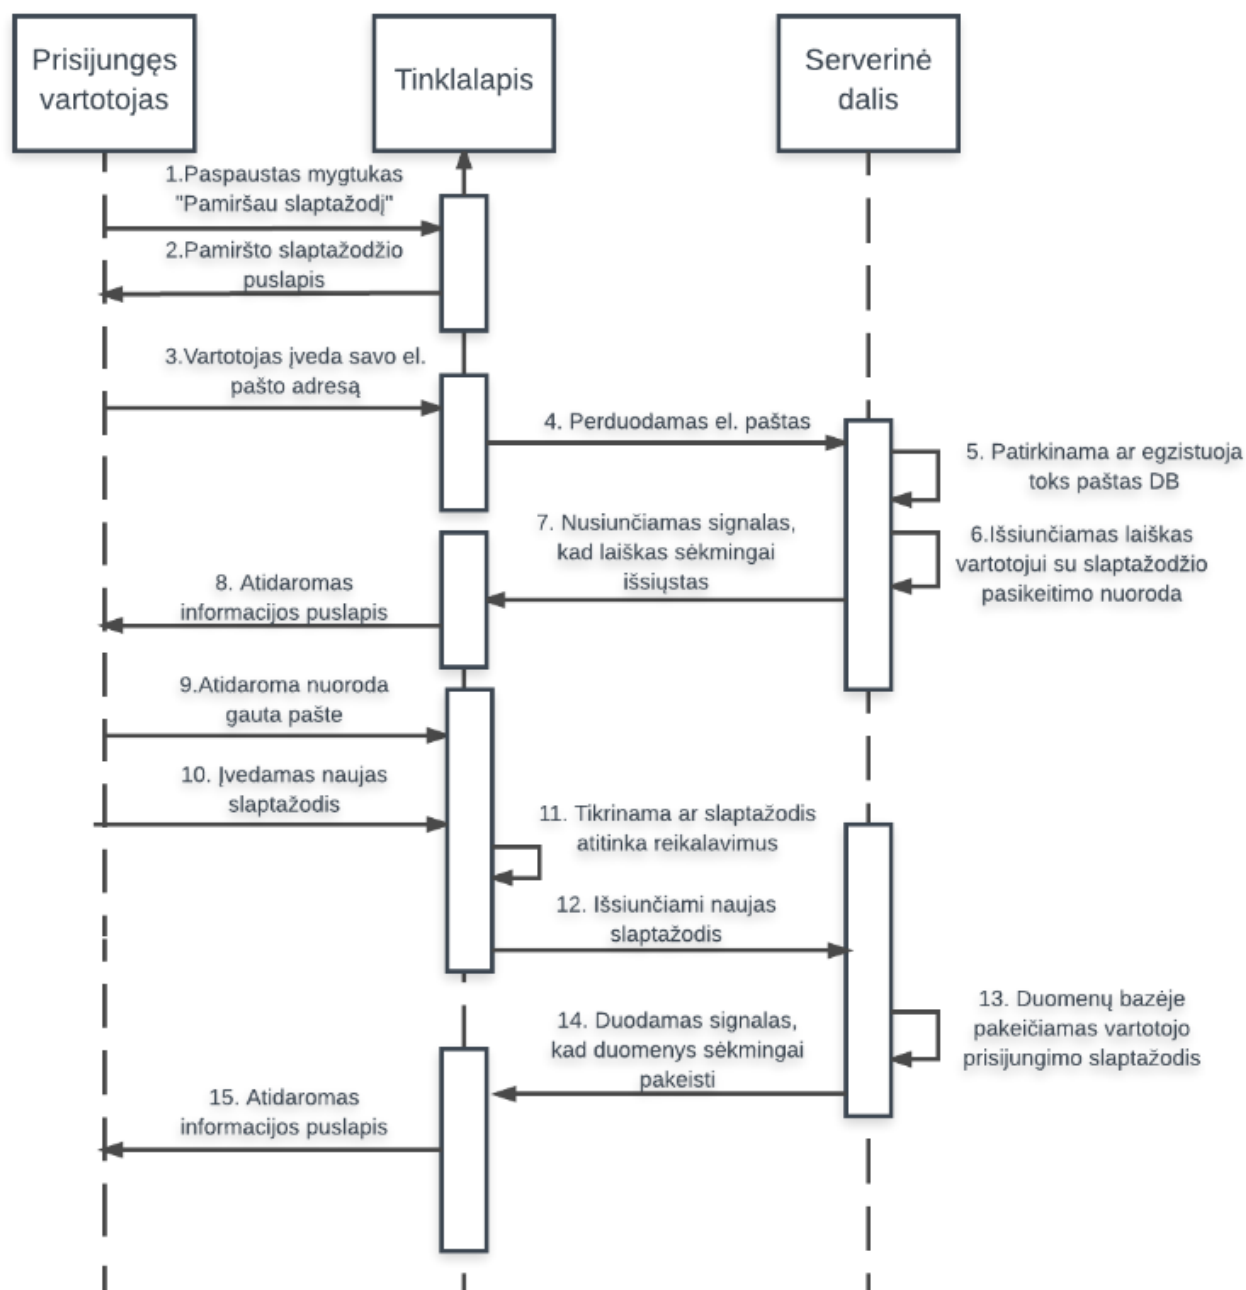 Prisijungęs
vartotojas
Tinklalapis
Serverinė
dalis
1.Paspaustas mygtukas
"Pamiršau slaptažodį"
2.Pamiršto slaptažodžio
puslapis
3.Vartotojas įveda savo el.
pašto adresą
4. Perduodamas el. paštas
5. Patirkinama ar egzistuoja
toks paštas DB
6.Išsiunčiamas laiškas
vartotojui su slaptažodžio
pasikeitimo nuoroda
7. Nusiunčiamas signalas,
kad laiškas sėkmingai
išsiųstas
8. Atidaromas
informacijos puslapis
9.Atidaroma nuoroda
gauta pašte
10. Įvedamas naujas
slaptažodis
11. Tikrinama ar slaptažodis
atitinka reikalavimus
12. Išsiunčiami naujas
slaptažodis
13. Duomenų bazėje
pakeičiamas vartotojo
prisijungimo slaptažodis
14. Duodamas signalas,
kad duomenys sėkmingai
pakeisti
15. Atidaromas
informacijos puslapis